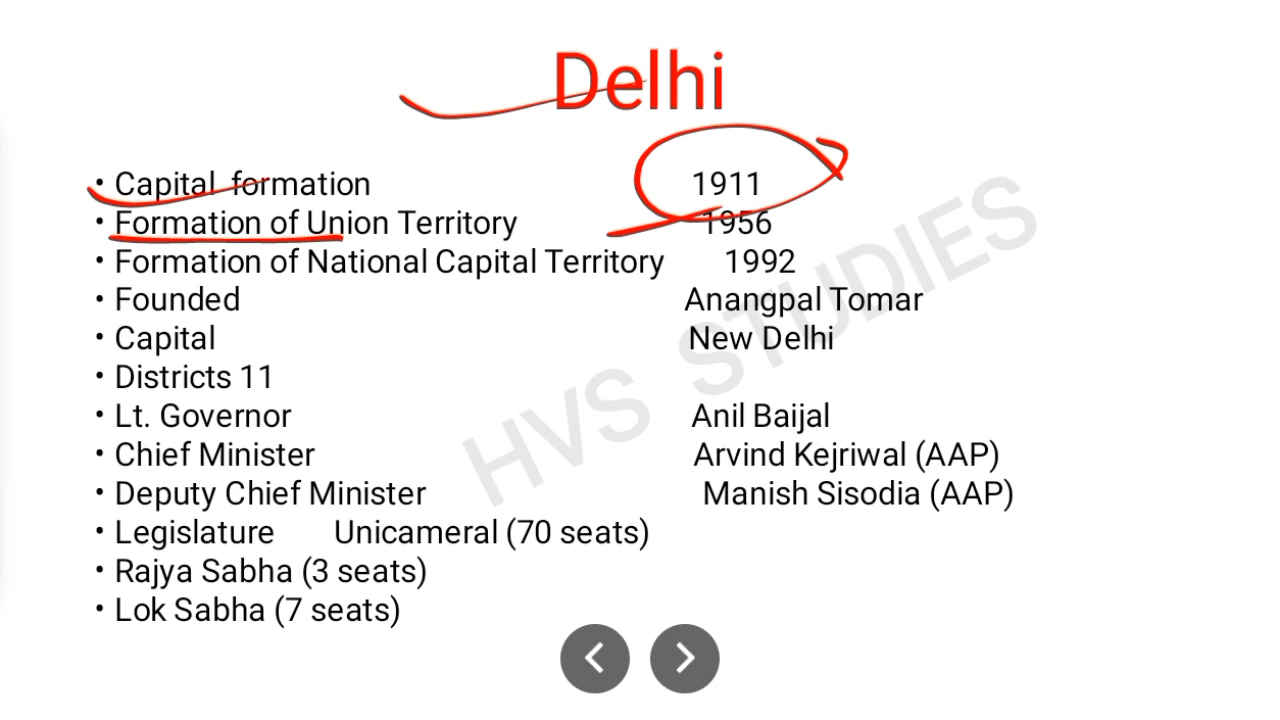 Delhi
• Capital formation 1911
• Formation of Union Territory 1956
• Formation of National Capital Territory 1992
• Founded Anangpal Tomar
• Capital New Delhi
• Districts 11
• Lt. Governor Anil Baijal
• Chief Minister Arvind Kejriwal (AAP)
• Deputy Chief Minister Manish Sisodia (AAP)
• Legislature Unicameral (70 seats)
• Rajya Sabha (3 seats)
• Lok Sabha (7 seats)
HVS STUDIES